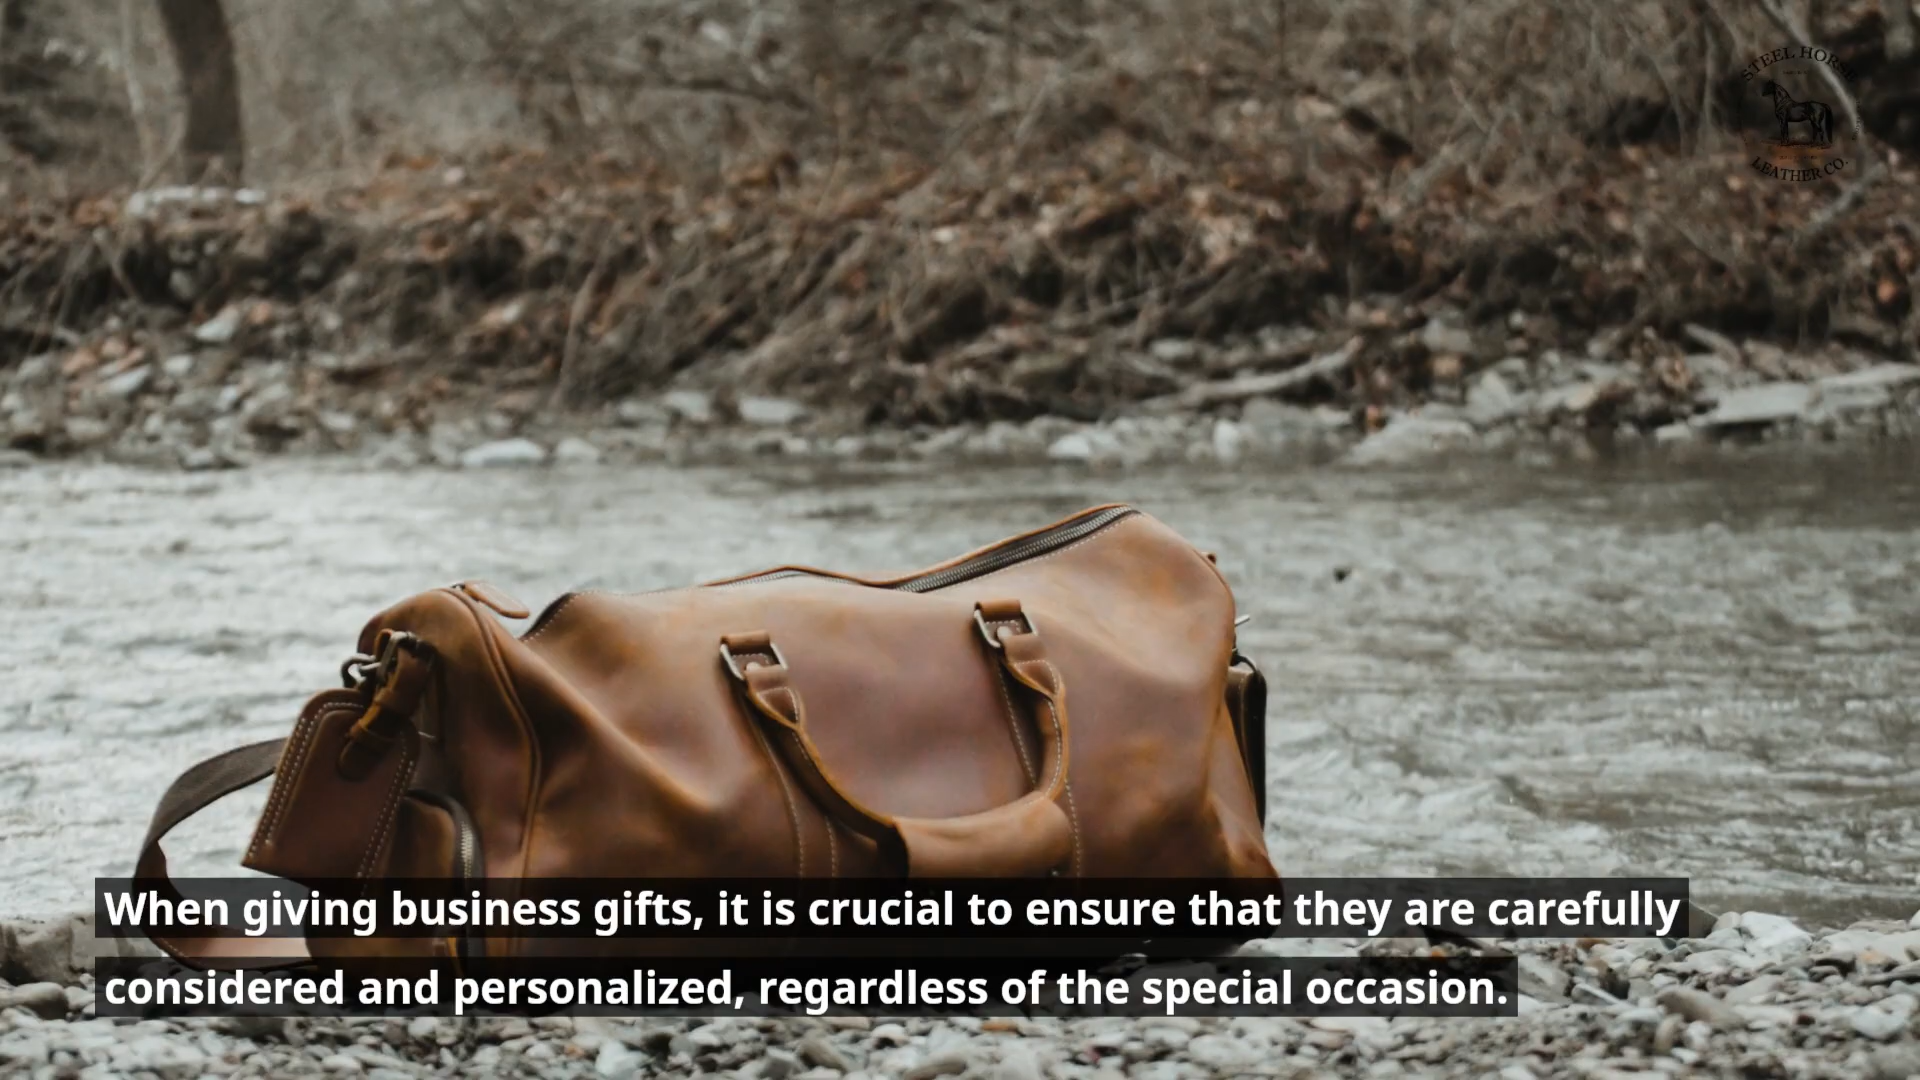 STEEL HORSE
LEATHER CO.
When giving business gifts, it is crucial to ensure that they are carefully
considered and personalized, regardless of the special occasion.